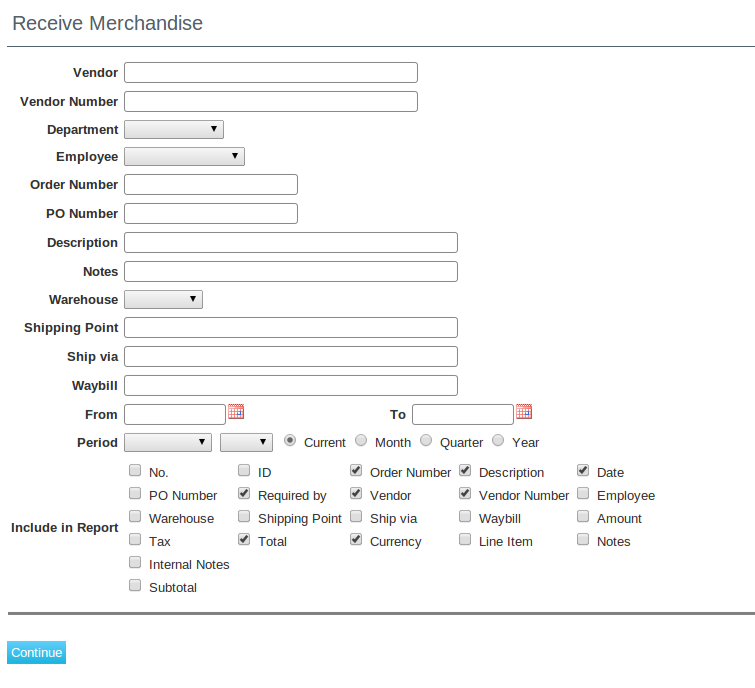 Receive Merchandise
Vendor
Vendor Number
Department
Employee
Order Number
PO Number
Description
Notes
Warehouse
Shipping Point
Ship via
Waybill
From To
Period Current Month Quarter Year
Include in Report
No. ID Order Number Description Date
PO Number Required by Vendor Vendor Number Employee
Warehouse Shipping Point Ship via Waybill Amount
Tax Total Currency Line Item Notes
Internal Notes
Subtotal
Continue